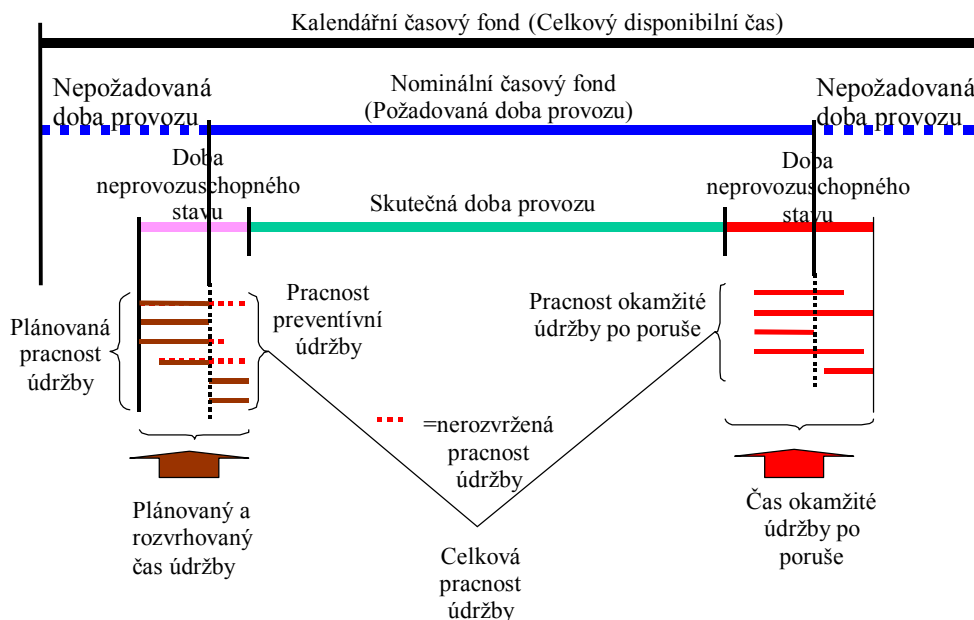 Kalendářní časový fond (Celkový disponibilní čas)
Nepožadovaná
doba provozu
Nominální časový fond
(Požadovaná doba provozu)
Nepožadovaná
doba provozu
Doba
neprovozuschopného
stavu
Skutečná doba provozu
Doba
neprovozuschopného
stavu
Plánovaná
pracnost
údržby
Pracnost
preventívní
údržby
Pracnost okamžité
údržby po poruše
=nerozvržená
pracnost
údržby
Plánovaný a
rozvrhovaný
čas údržby
Celková
pracnost
údržby
Čas okamžité
údržby po
poruše